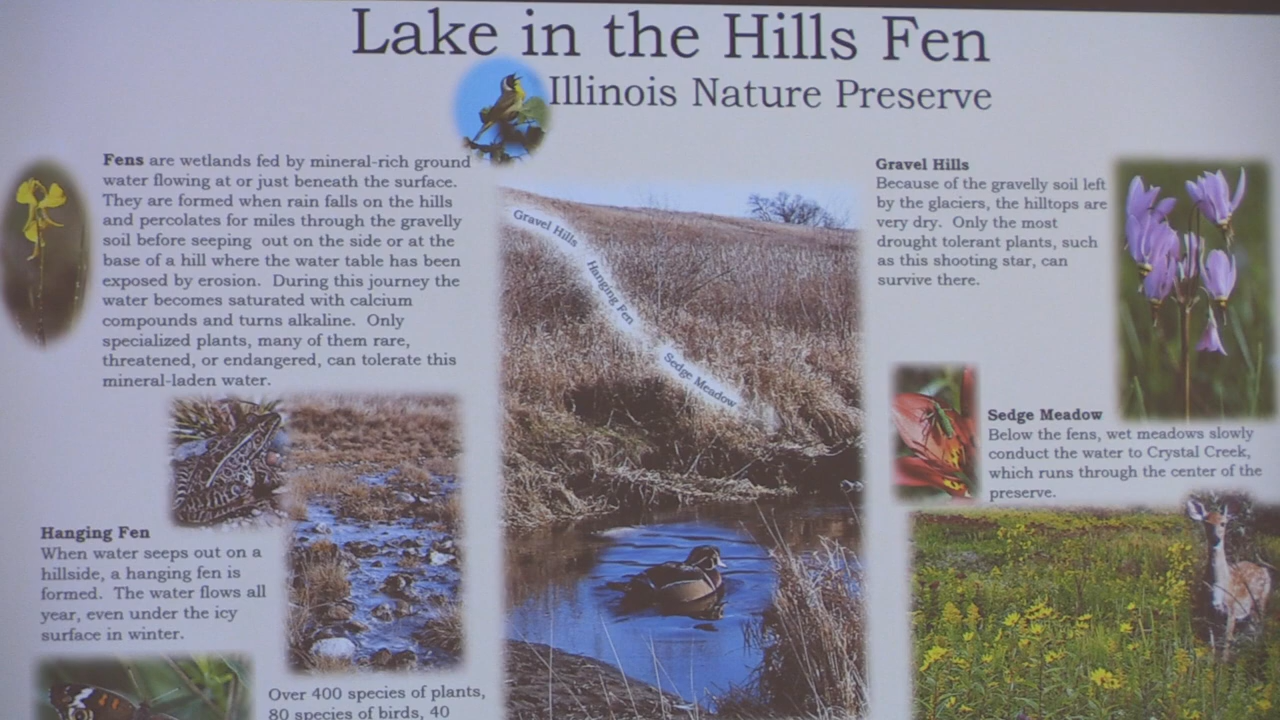 Lake in the Hills Fen
Illinois Nature Preserve
Fens are wetlands fed by mineral-rich ground
water flowing at or just beneath the surface.
They are formed when rain falls on the hills
and percolates for miles through the gravelly
soil before seeping out on the side or at the
base of a hill where the water table has been
exposed by erosion. During this journey the
water becomes saturated with calcium
compounds and turns alkaline. Only
specialized plants, many of them rare,
threatened, or endangered, can tolerate this
mineral-laden water.
Hanging Fen
When water seeps out on a
hillside, a hanging fen is
formed. The water flows all
year, even under the icy
surface in winter.
Over 400 species of plants,
80 species of birds, 40
Gravel Hills
Hanging Fen
Sedge Meadow
Gravel Hills
Because of the gravelly soil left
by the glaciers, the hilltops are
very dry. Only the most
drought tolerant plants, such
as this shooting star, can
survive there.
Sedge Meadow
Below the fens, wet meadows slowly
conduct the water to Crystal Creek,
which runs through the center of the
preserve.